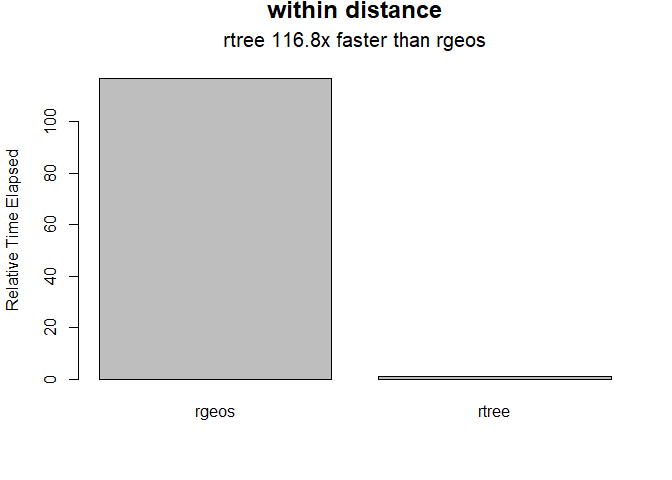 within distance
rtree 116.8x faster than rgeos
Relative Time Elapsed
100
80
60
40
20
0
rgeos
rtree